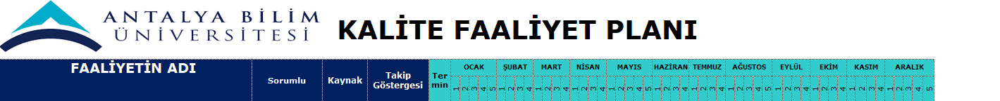 ANTALYA BİLİM
ÜNİVERSİTESİ
KALİTE FAALİYET PLANI
FAALİYETİN ADI
Sorumlu
Kaynak
Takip
Göstergesi
Ter
min
OCAK ŞUBAT MART NİSAN MAYIS HAZİRAN TEMMUZ AĞUSTOS EYLÜL EKİM KASIM ARALIK
1 2 3 4 5 1 2 3 4 1 2 3 4 1 2 3 4 1 2 3 4 5 1 2 3 4 1 2 3 4 1 2 3 4 5 1 2 3 4 1 2 3 4 1 2 3 4 1 2 3 4 5